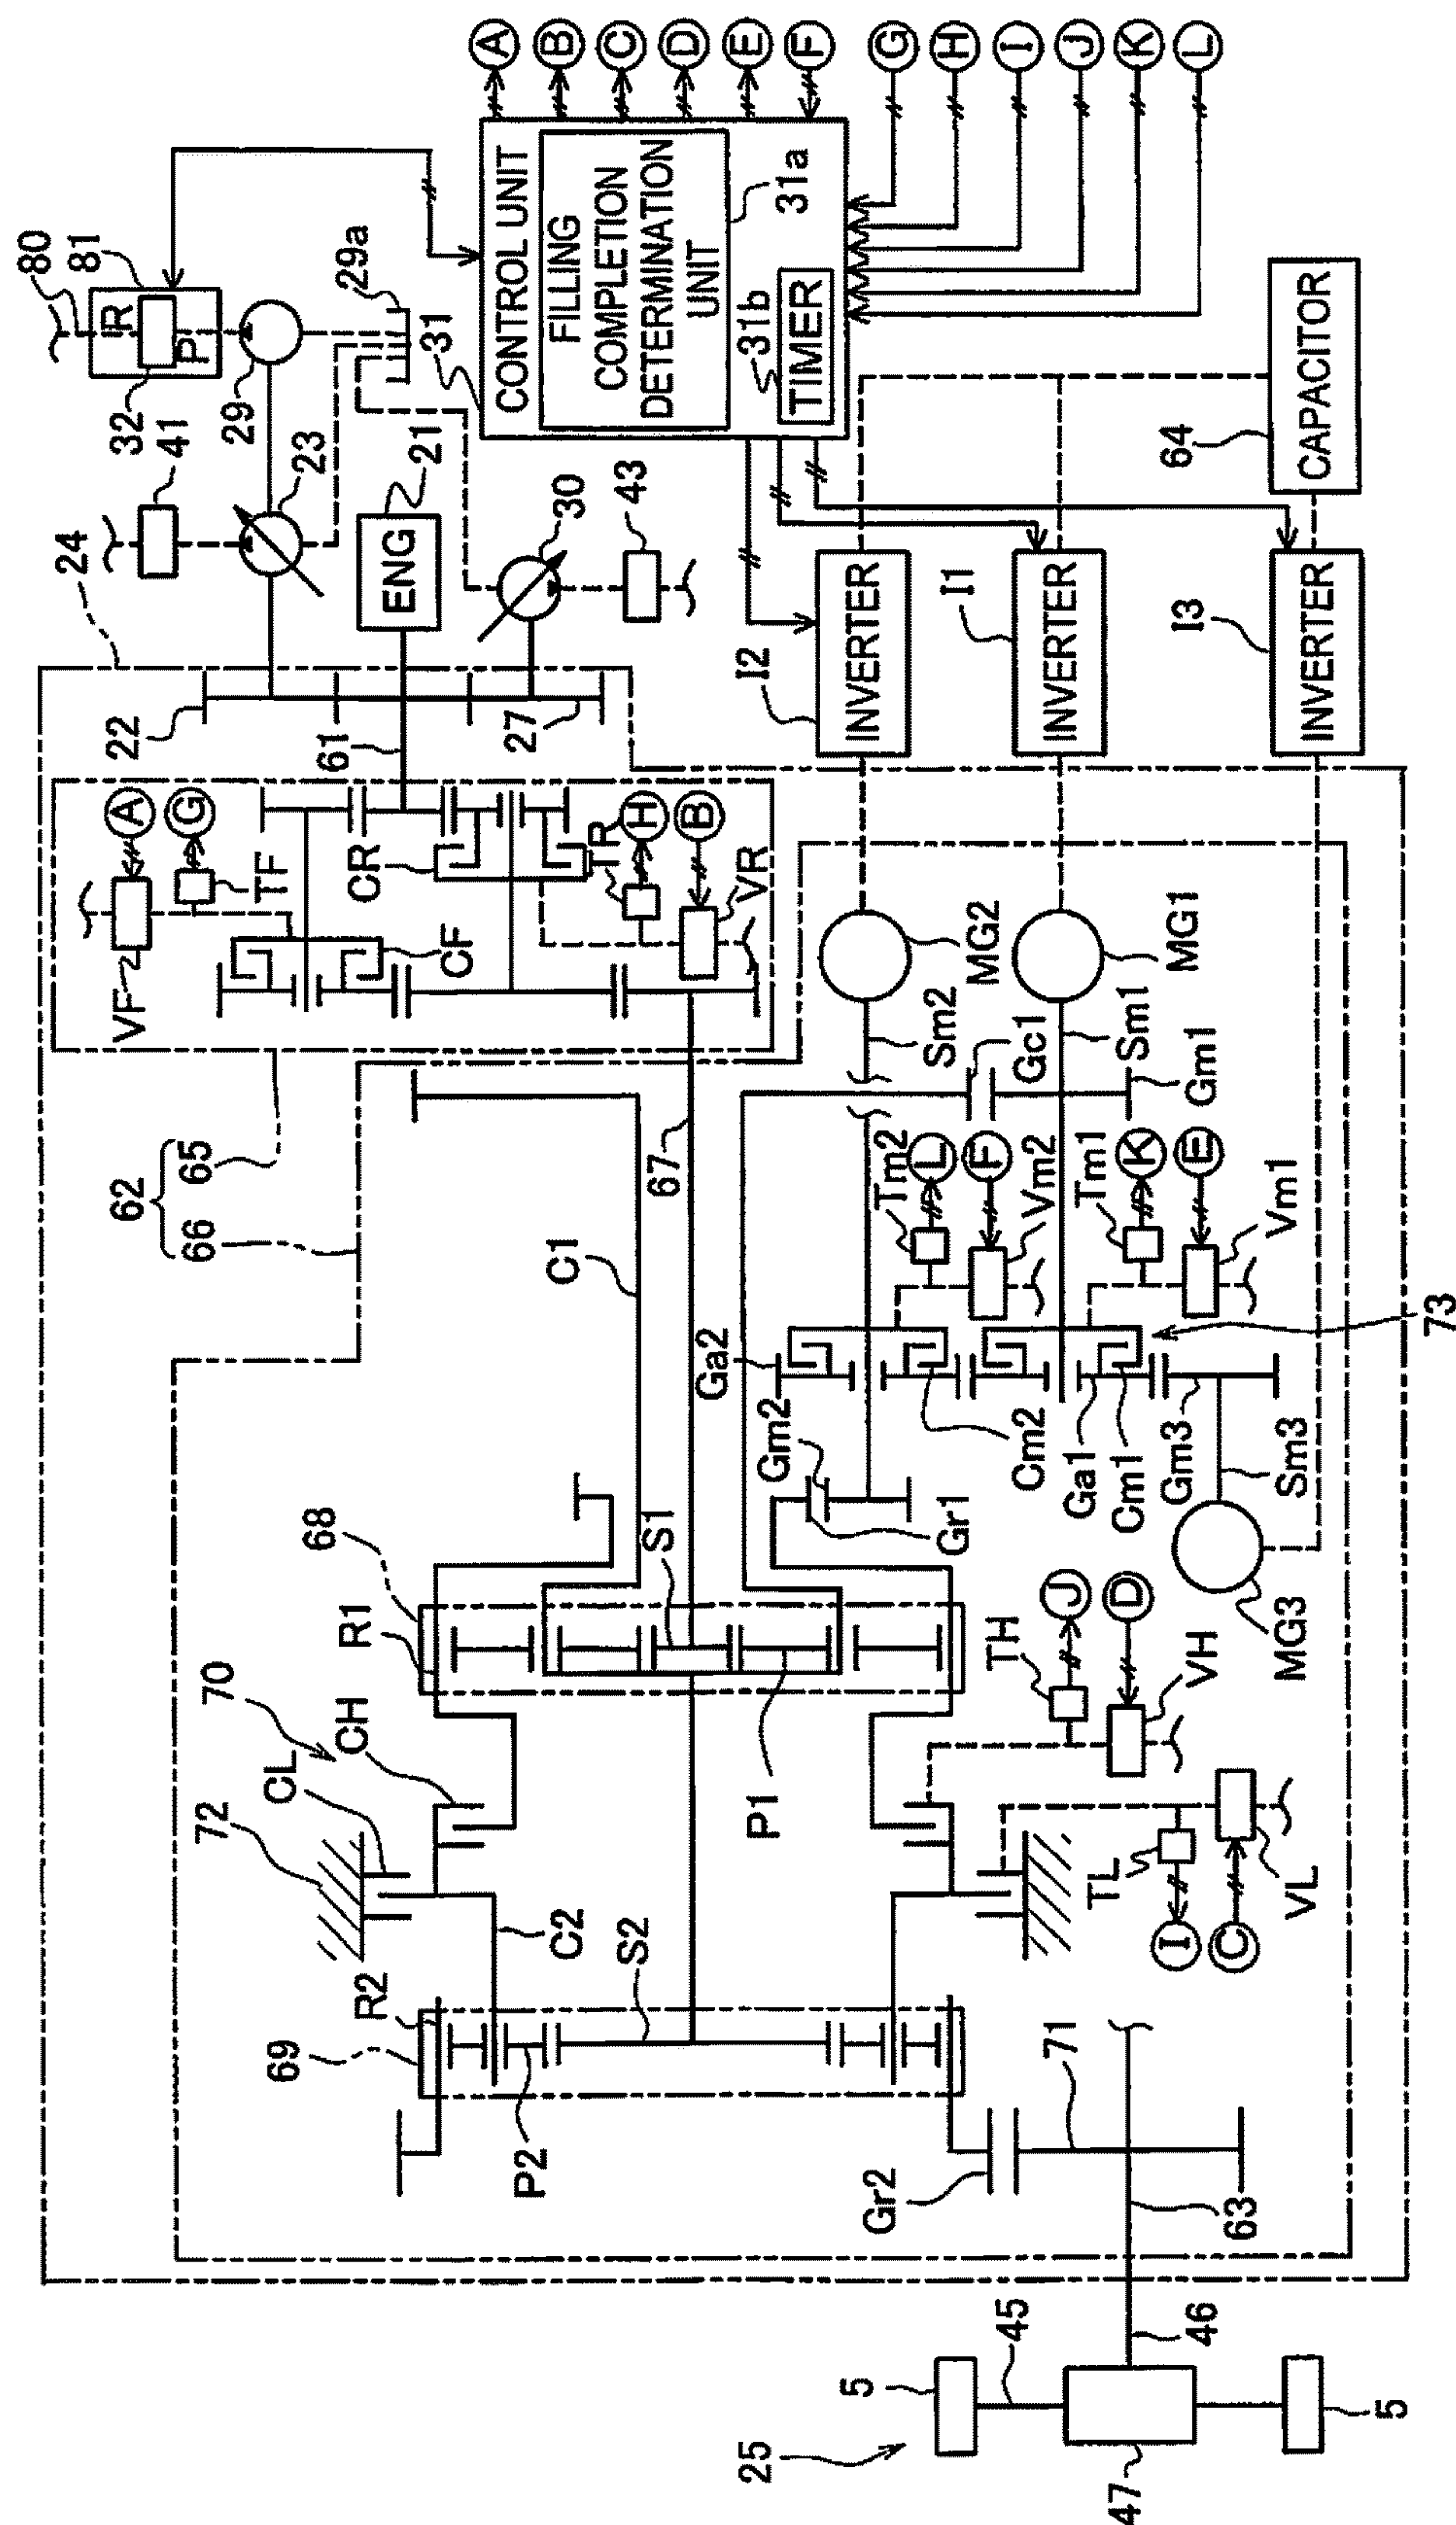 80
81
R
P
32
29
29a
41
23
24
21
ENG
30
43
22
61
27
31
CONTROL UNIT
FILLING
COMPLETION
DETERMINATION
UNIT
31a
31b
TIMER
A
B
C
D
E
F
G
H
I
J
K
L
64
CAPACITOR
I2
INVERTER
I1
INVERTER
I3
INVERTER
A
G
TF
VF
CF
CR
TR
H
B
VR
62
65
66
C1
67
MG2
MG1
Sm2
Gc1
Sm1
Gm1
Tm2
L
F
Vm2
Tm1
K
E
Vm1
73
Ga2
Gm2
Gr1
Cm2
Ga1
Cm1
Gm3
Sm3
MG3
68
R1
S1
P1
70
CH
CL
72
C2
TH
J
D
VH
TL
I
C
VL
69
R2
S2
P2
Gr2
71
63
25
5
45
46
47
5